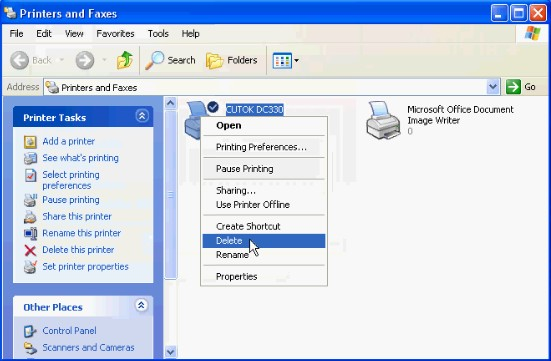 Printers and Faxes
File Edit View Favorites Tools Help
Back Search Folders
Address Printers and Faxes Go
Printer Tasks
Add a printer
See what's printing
Select printing
preferences
Pause printing
Share this printer
Rename this printer
Delete this printer
Set printer properties
Other Places
Control Panel
Scanners and Cameras
CUTOK DC330
Open
Printing Preferences...
Pause Printing
Sharing...
Use Printer Offline
Create Shortcut
Delete
Rename
Properties
Microsoft Office Document
Image Writer
0